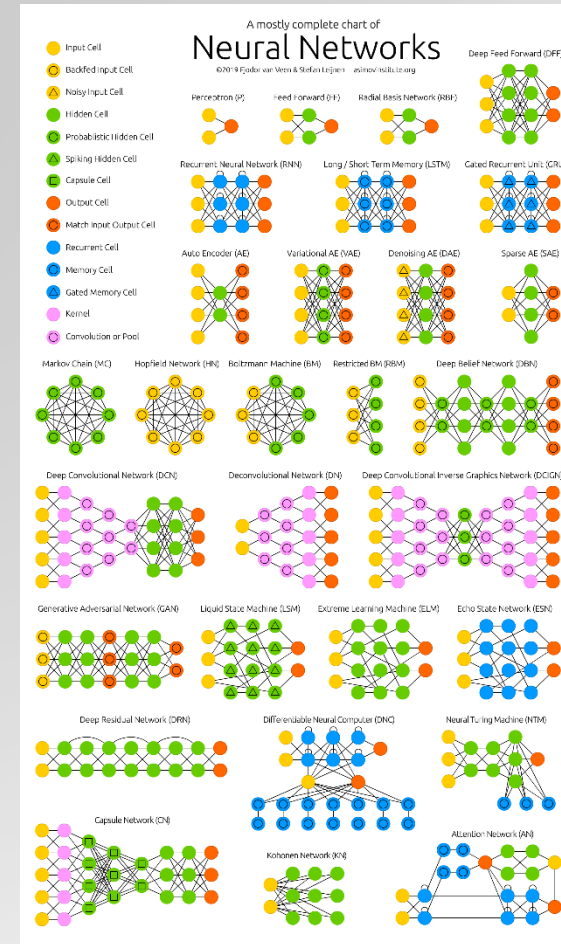 A mostly complete chart of
Neural Networks
©2019 Fjodor van Veen & Stefan Leijnen asimovinstitute.org
Input Cell
Backfed Input Cell
Noisy Input Cell
Hidden Cell
Probablistic Hidden Cell
Spiking Hidden Cell
Capsule Cell
Output Cell
Match Input Output Cell
Recurrent Cell
Memory Cell
Gated Memory Cell
Kernel
Convolution or Pool
Deep Feed Forward (DFF)
Perceptron (P) Feed Forward (FF) Radial Basis Network (RBF)
Recurrent Neural Network (RNN) Long / Short Term Memory (LSTM) Gated Recurrent Unit (GRU
Auto Encoder (AE) Variational AE (VAE) Denoising AE (DAE) Sparse AE (SAE)
Markov Chain (MC) Hopfield Network (HN) Boltzmann Machine (BM) Restricted BM (RBM) Deep Belief Network (DBN)
Deep Convolutional Network (DCN) Deconvolutional Network (DN) Deep Convolutional Inverse Graphics Network (DCIGN)
Generative Adversarial Network (GAN) Liquid State Machine (LSM) Extreme Learning Machine (ELM) Echo State Network (ESN)
Deep Residual Network (DRN) Differentiable Neural Computer (DNC) Neural Turing Machine (NTM)
Capsule Network (CN) Kohonen Network (KN) Attention Network (AN)